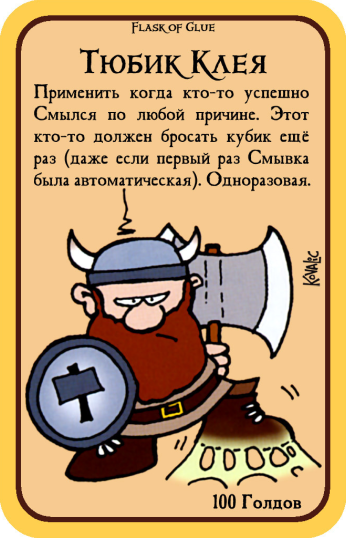 Flask of Glue
Тюбик Клея
Применить когда кто-то успешно
Смылся по любой причине. Этот
кто-то должен бросать кубик ещё
раз (даже если первый раз Смывка
была автоматическая). Одноразовая.
Kovalic
100 Голдов